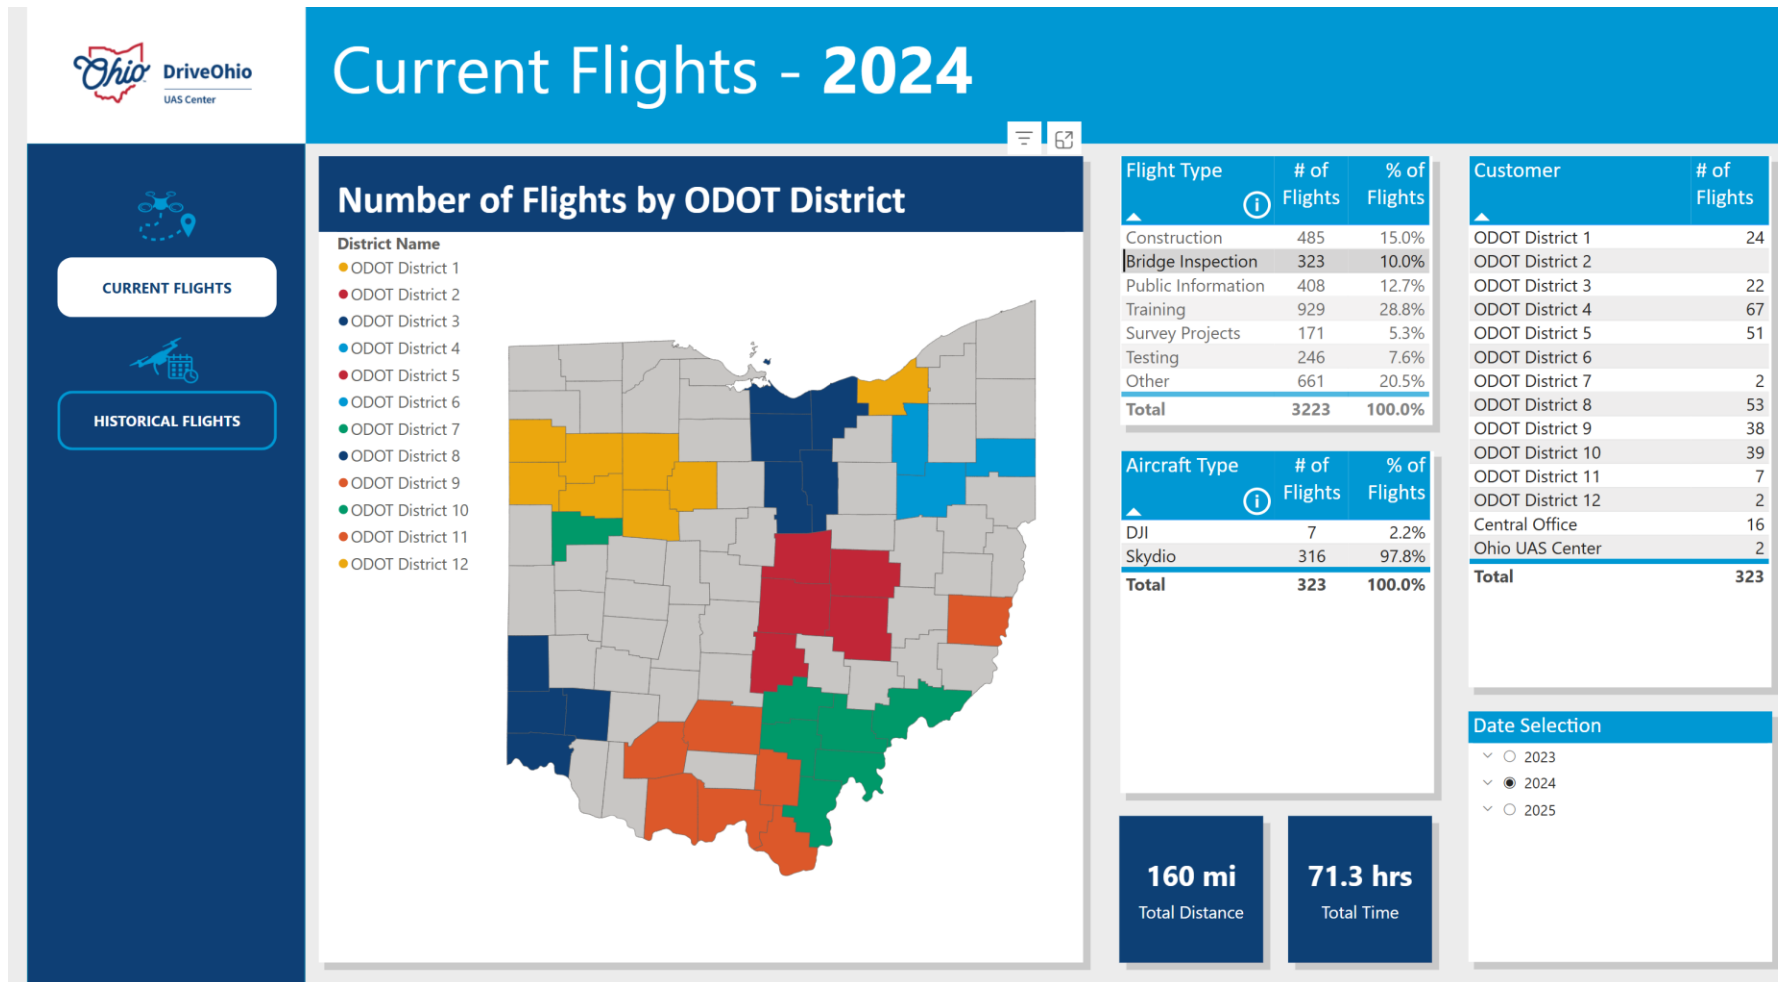 Ohio
DriveOhio
UAS Center
Current Flights - 2024
CURRENT FLIGHTS
HISTORICAL FLIGHTS
Number of Flights by ODOT District
District Name
ODOT District 1
ODOT District 2
ODOT District 3
ODOT District 4
ODOT District 5
ODOT District 6
ODOT District 7
ODOT District 8
ODOT District 9
ODOT District 10
ODOT District 11
ODOT District 12
Flight Type # of Flights % of Flights
Construction 485 15.0%
Bridge Inspection 323 10.0%
Public Information 408 12.7%
Training 929 28.8%
Survey Projects 171 5.3%
Testing 246 7.6%
Other 661 20.5%
Total 3223 100.0%
Aircraft Type # of Flights % of Flights
DJI 7 2.2%
Skydio 316 97.8%
Total 323 100.0%
160 mi
Total Distance
71.3 hrs
Total Time
Customer # of Flights
ODOT District 1 24
ODOT District 2
ODOT District 3 22
ODOT District 4 67
ODOT District 5 51
ODOT District 6
ODOT District 7 2
ODOT District 8 53
ODOT District 9 38
ODOT District 10 39
ODOT District 11 7
ODOT District 12 2
Central Office 16
Ohio UAS Center 2
Total 323
Date Selection
2023
2024
2025